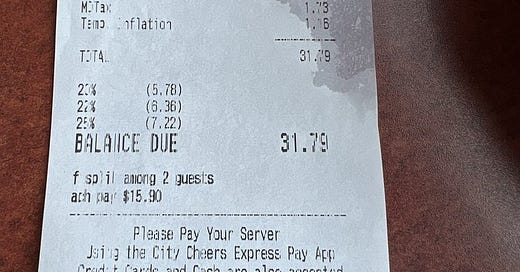 MDTax 1.73
Temp. Inflation 1.16
TOTAL 31.79
20% (5.78)
22% (6.36)
25% (7.22)
BALANCE DUE 31.79
f split among 2 guests
ach pay $15.90
Please Pay Your Server
Using the City Cheers Express Pay App
Credit Cards and Cash are also accepted